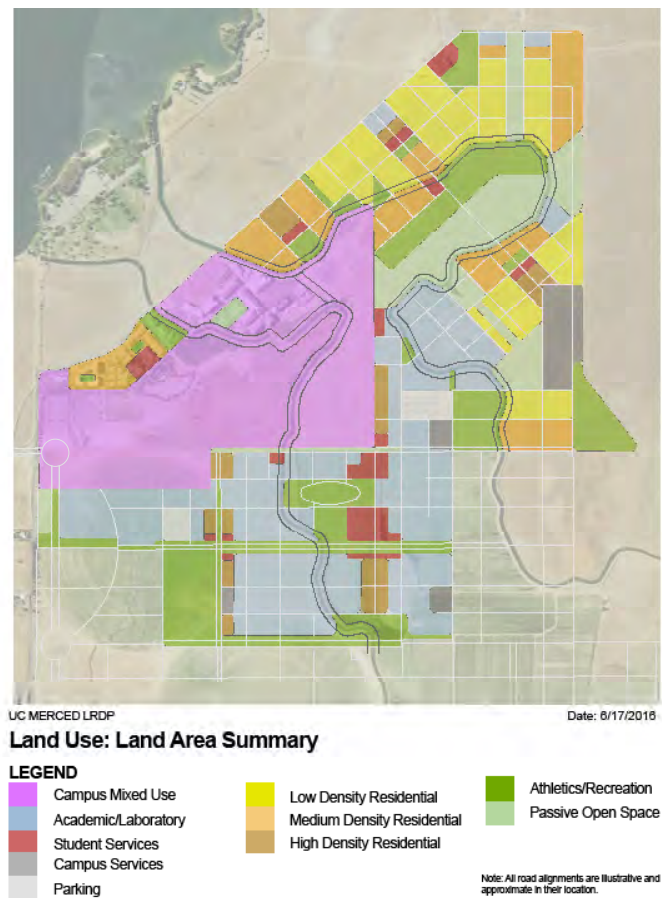 UC MERCED LRDP
Date: 6/17/2016
Land Use: Land Area Summary
LEGEND
Campus Mixed Use
Academic/Laboratory
Student Services
Campus Services
Parking
Low Density Residential
Medium Density Residential
High Density Residential
Athletics/Recreation
Passive Open Space
Note: All road alignments are illustrative and
approximate in their location.